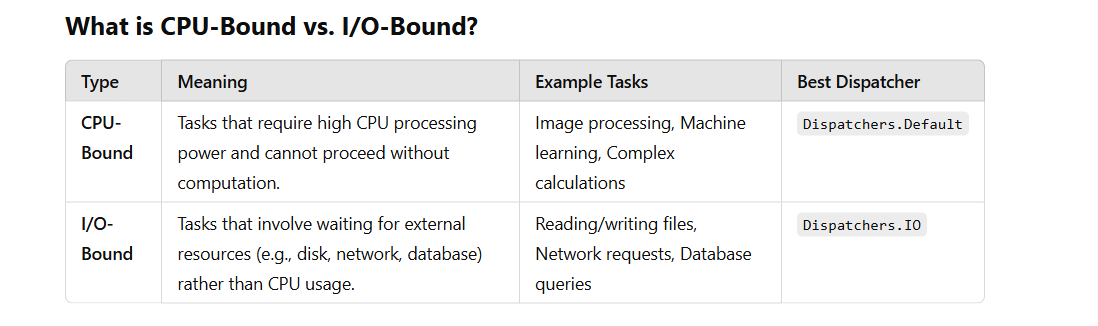 What is CPU-Bound vs. I/O-Bound?
Type Meaning Example Tasks Best Dispatcher
CPU- Tasks that require high CPU processing Image processing, Machine Dispatchers.Default
Bound power and cannot proceed without learning, Complex
computation. calculations
I/O- Tasks that involve waiting for external Reading/writing files, Dispatchers.IO
Bound resources (e.g., disk, network, database) Network requests, Database
rather than CPU usage. queries